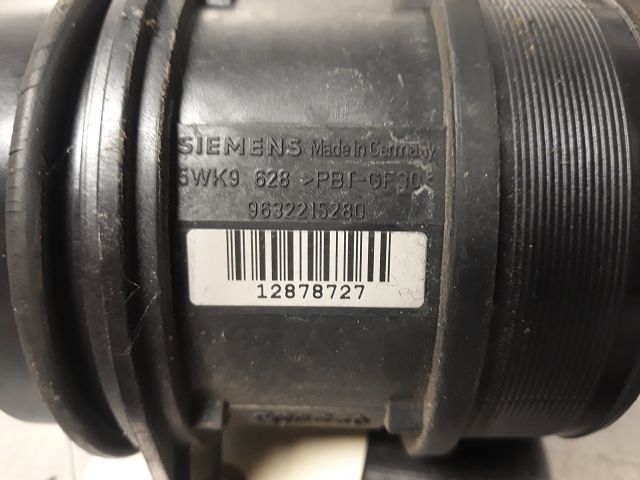 SIEMENS Made in Germany
5WK9 628 >PBT-GF30<
9632215280
12878727